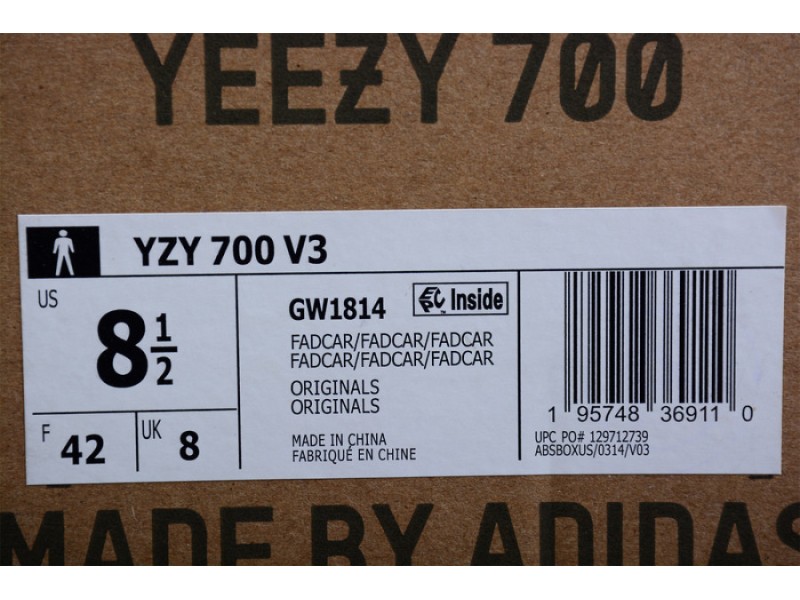 YEEZY 700
YZY 700 V3
US
8 1/2
F
42
UK
8
GW1814
EPC Inside
™
FADCAR/FADCAR/FADCAR
FADCAR/FADCAR/FADCAR
ORIGINALS
ORIGINALS
MADE IN CHINA
FABRIQUÉ EN CHINE
1 95748 36911 0
UPC PO# 129712739
ABSBOXUS/0314/V03
MADE BY ADIDAS